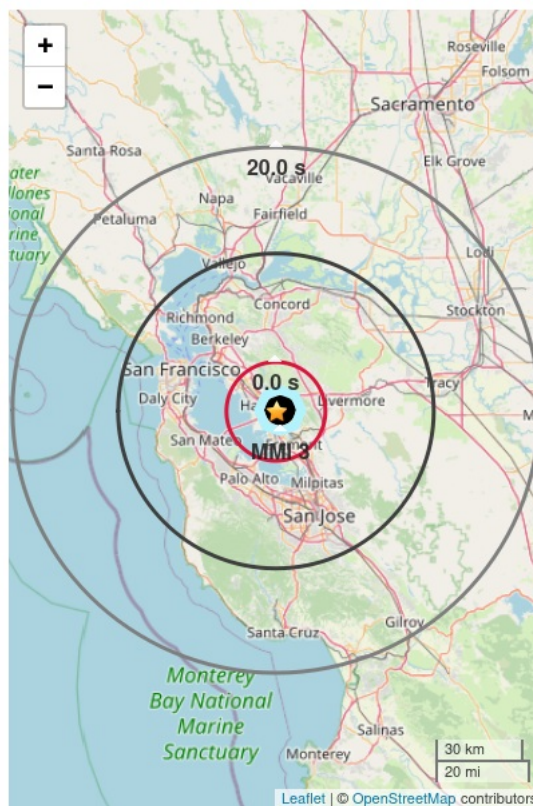 +
−
Roseville
Folsom
Sacramento
Santa Rosa
Elk Grove
20.0 s
Vacaville
Napa
Fairfield
Petaluma
Lodi
Vallejo
Concord
Stockton
Richmond
Berkeley
San Francisco
Tracy
0.0 s
Daly City
Livermore
San Mateo
MMI 3
Palo Alto
Milpitas
San Jose
Santa Cruz
Gilroy
Monterey
Bay National
Marine
Sanctuary
Salinas
Monterey
30 km
20 mi
Leaflet | © OpenStreetMap contributors